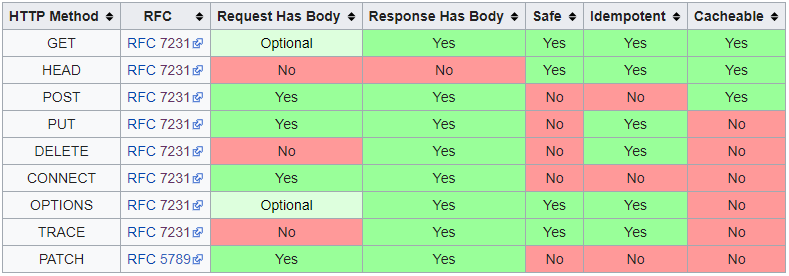 HTTP Method RFC Request Has Body Response Has Body Safe Idempotent Cacheable
GET RFC 7231 Optional Yes Yes Yes Yes
HEAD RFC 7231 No No Yes Yes Yes
POST RFC 7231 Yes Yes No No Yes
PUT RFC 7231 Yes Yes No Yes No
DELETE RFC 7231 No Yes No Yes No
CONNECT RFC 7231 Yes Yes No No No
OPTIONS RFC 7231 Optional Yes Yes Yes No
TRACE RFC 7231 No Yes Yes Yes No
PATCH RFC 5789 Yes Yes No No No